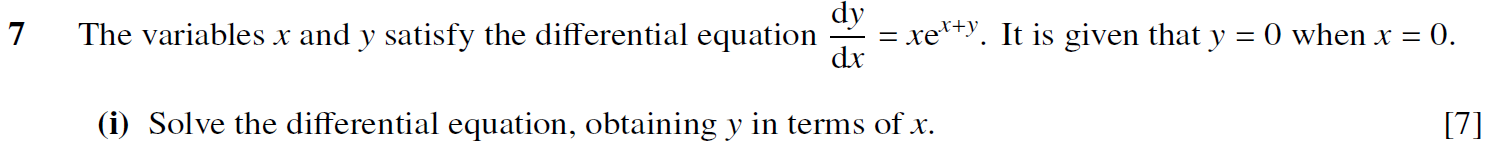 7 The variables x and y satisfy the differential equation dy/dx = xe^{x+y}. It is given that y = 0 when x = 0.
(i) Solve the differential equation, obtaining y in terms of x. [7]